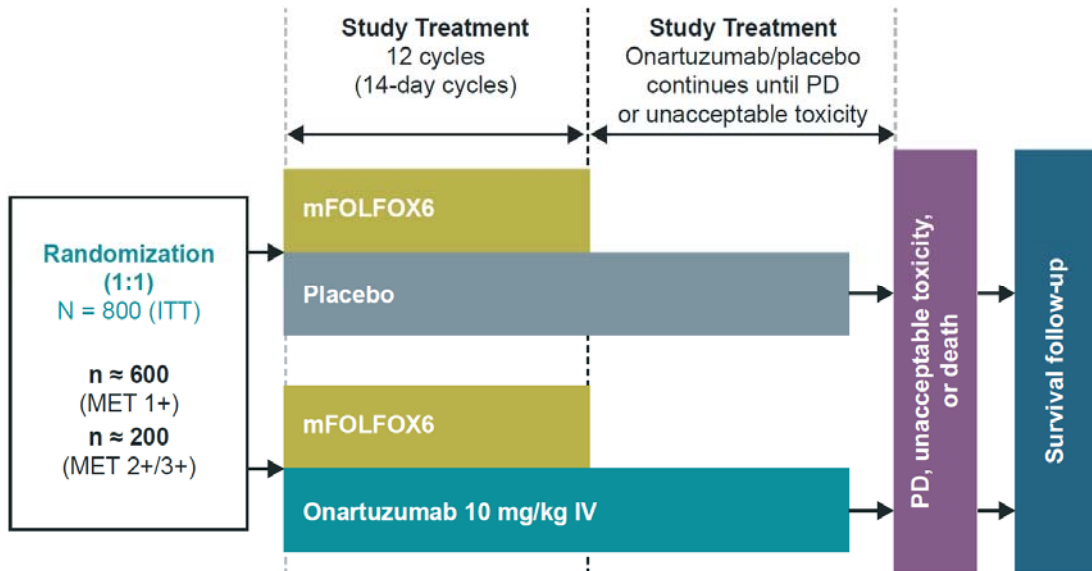 Study Treatment
12 cycles
(14-day cycles)
Study Treatment
Onartuzumab/placebo
continues until PD
or unacceptable toxicity
Randomization
(1:1)
N = 800 (ITT)
n ≈ 600
(MET 1+)
n ≈ 200
(MET 2+/3+)
mFOLFOX6
Placebo
mFOLFOX6
Onartuzumab 10 mg/kg IV
PD, unacceptable toxicity,
or death
Survival follow-up